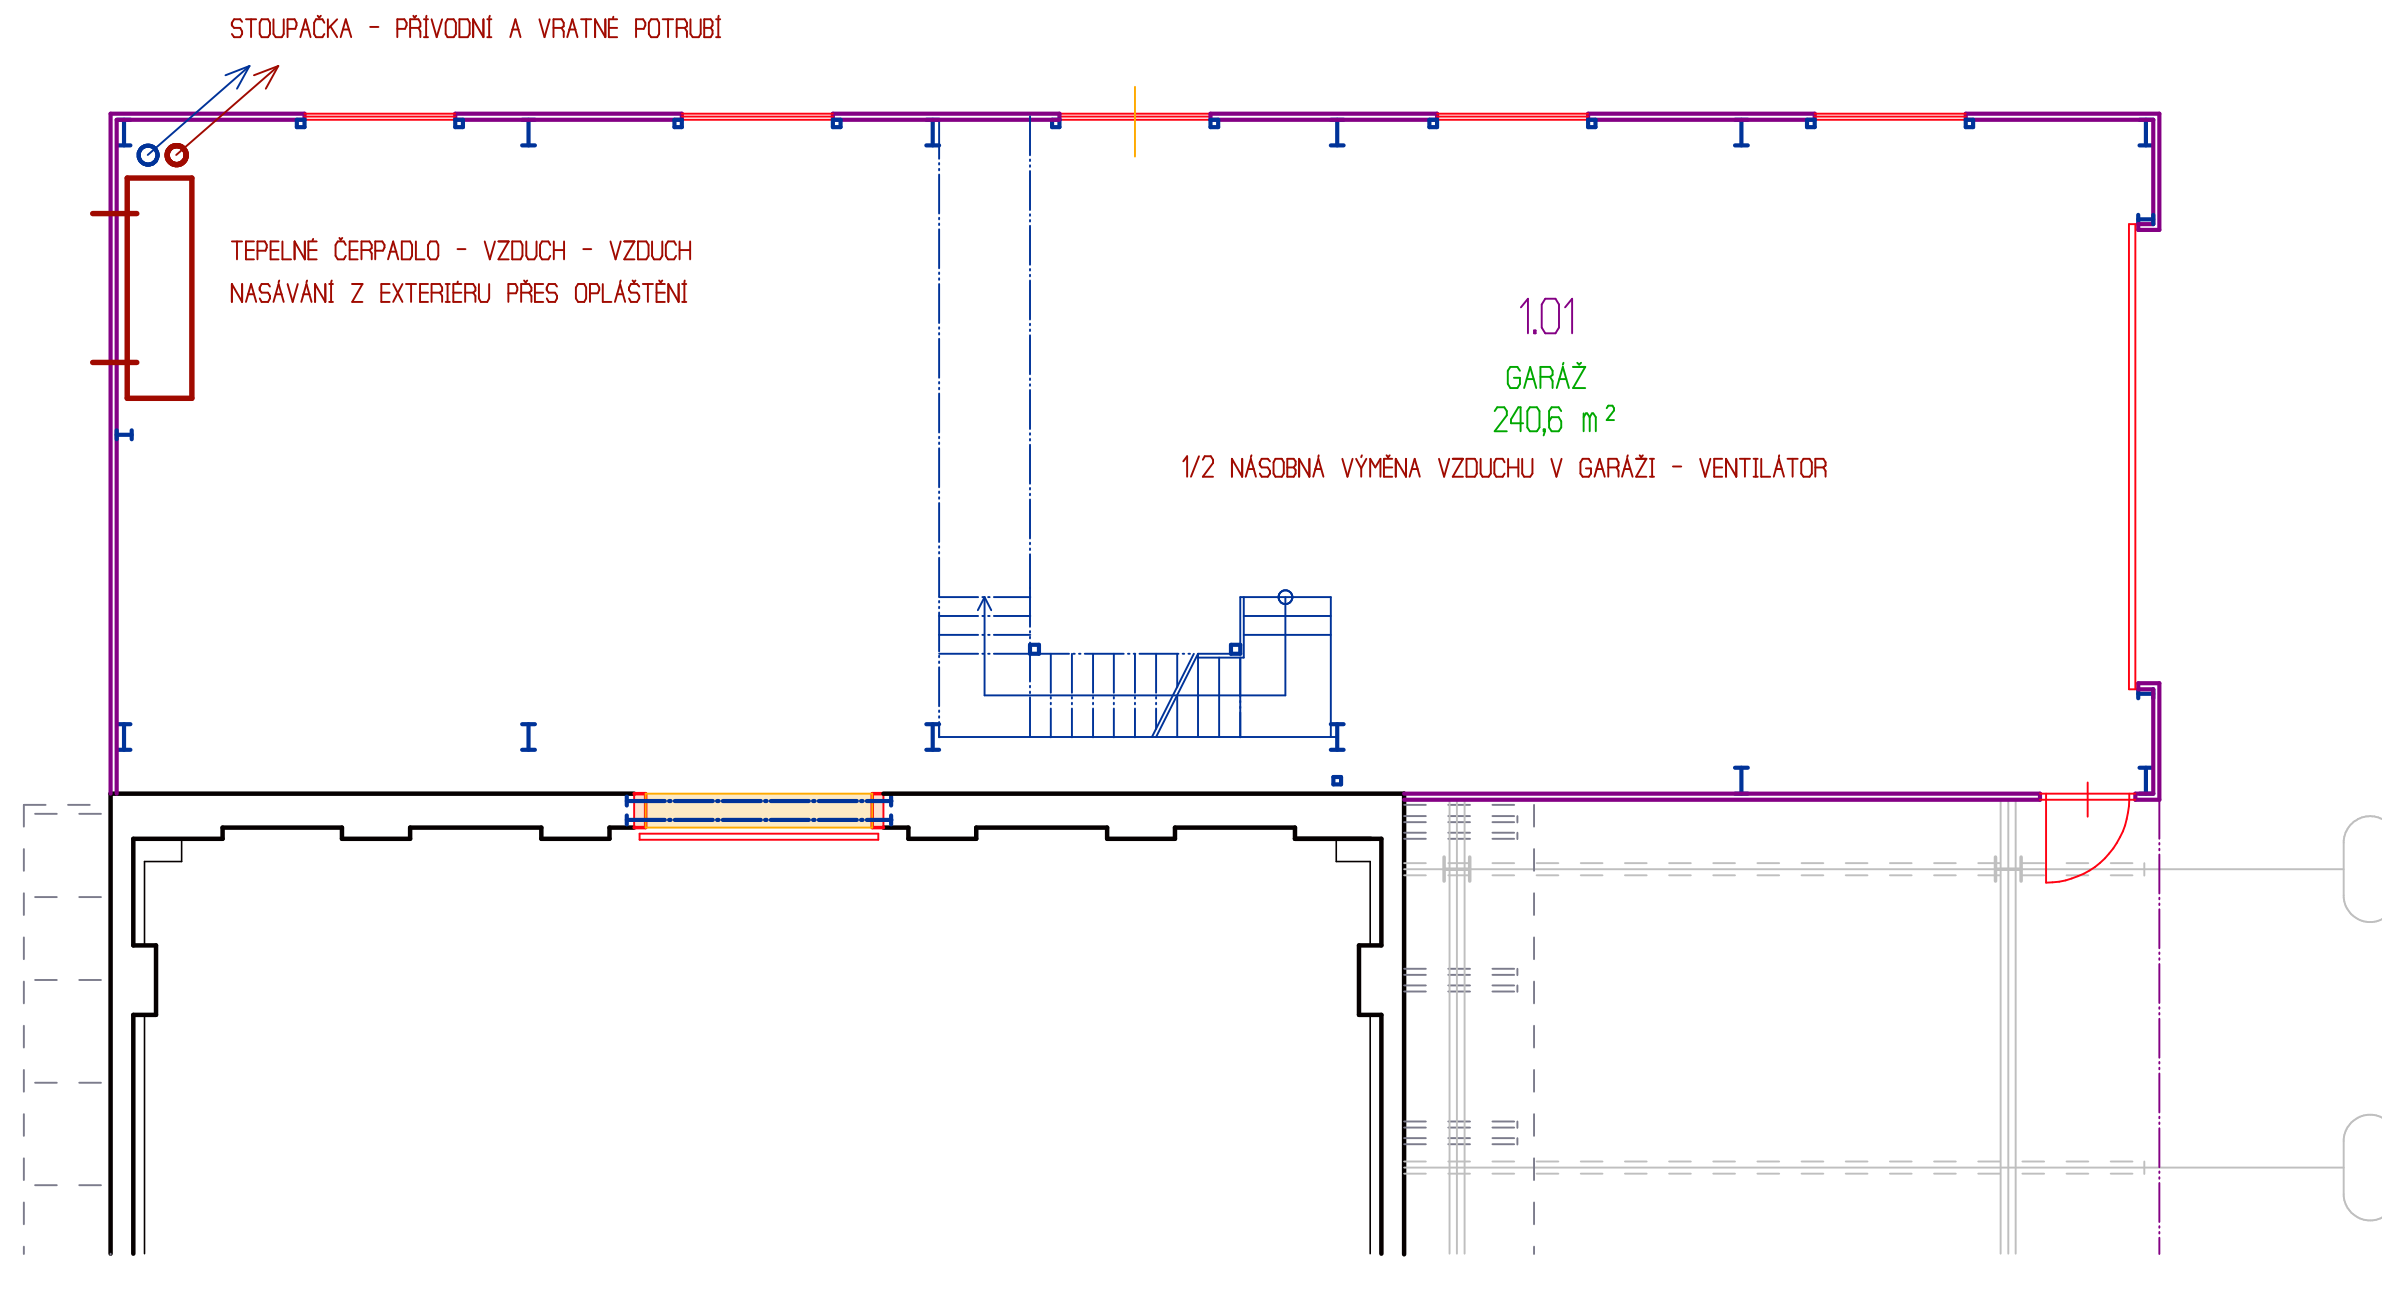 STOUPAČKA - PŘÍVODNÍ A VRATNÉ POTRUBÍ
TEPELNÉ ČERPADLO - VZDUCH - VZDUCH
NASÁVÁNÍ Z EXTERIÉRU PŘES OPLÁŠTĚNÍ
1.01
GARÁŽ
240,6 m²
1/2 NÁSOBNÁ VÝMĚNA VZDUCHU V GARÁŽI - VENTILÁTOR